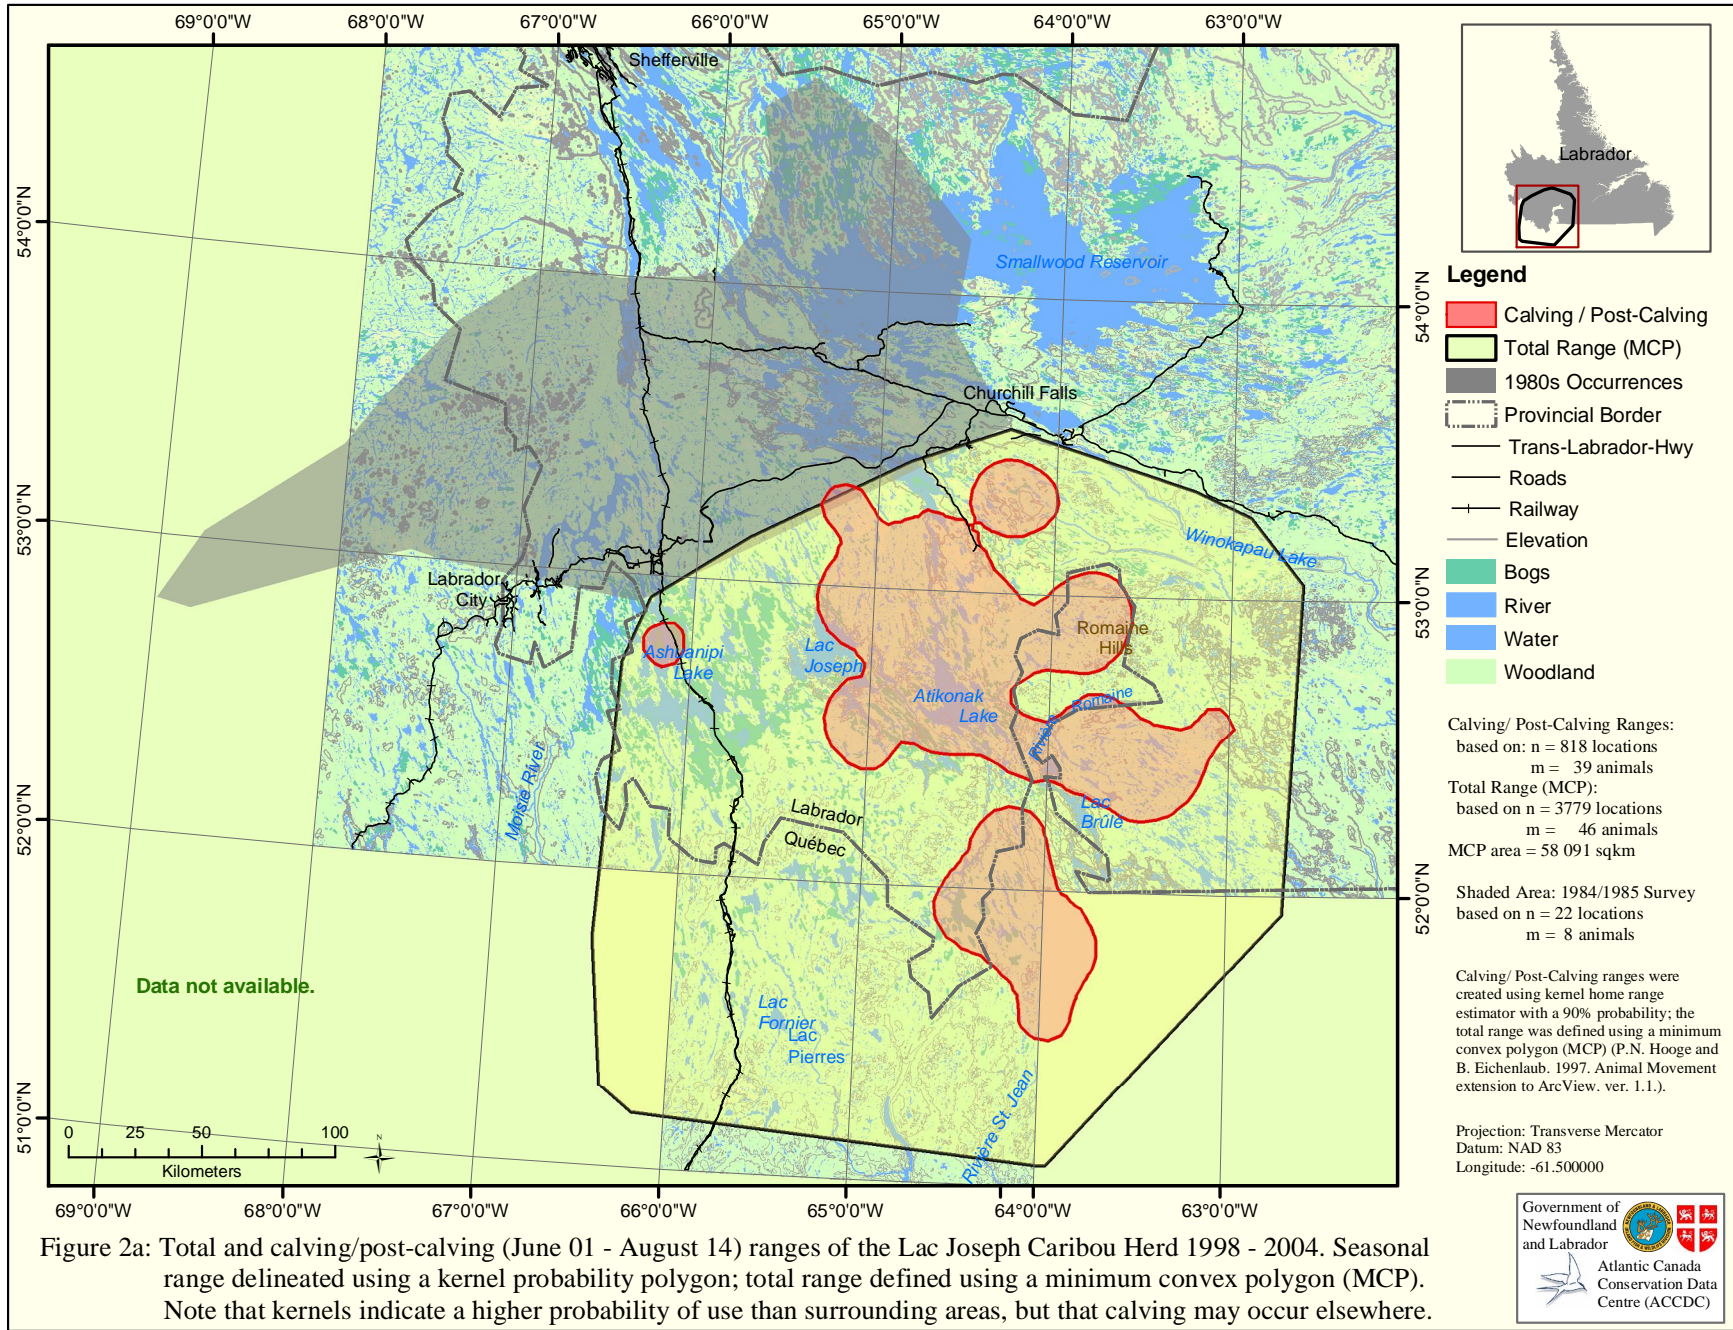 69°0'0"W 68°0'0"W 67°0'0"W 66°0'0"W 65°0'0"W 64°0'0"W 63°0'0"W
Shefferville
54°0'0"N
Smallwood Reservoir
54°0'0"N
Churchill Falls
53°0'0"N
Winokapau Lake
53°0'0"N
Labrador
City
Romaine
Hills
Ashuanipi
Lake
Lac
Joseph
Atikonak
Lake
Rivière Romaine
Moisie River
52°0'0"N
Labrador
Québec
Lac
Brûle
52°0'0"N
Data not available.
Lac
Fornier
Lac
Pierres
Rivière St. Jean
51°0'0"N
0 25 50 100
Kilometers
N
69°0'0"W 68°0'0"W 67°0'0"W 66°0'0"W 65°0'0"W 64°0'0"W 63°0'0"W
Labrador
Legend
Calving / Post-Calving
Total Range (MCP)
1980s Occurrences
Provincial Border
Trans-Labrador-Hwy
Roads
Railway
Elevation
Bogs
River
Water
Woodland
Calving/ Post-Calving Ranges:
based on: n = 818 locations
m = 39 animals
Total Range (MCP):
based on n = 3779 locations
m = 46 animals
MCP area = 58 091 sqkm
Shaded Area: 1984/1985 Survey
based on n = 22 locations
m = 8 animals
Calving/ Post-Calving ranges were
created using kernel home range
estimator with a 90% probability; the
total range was defined using a minimum
convex polygon (MCP) (P.N. Hooge and
B. Eichenlaub. 1997. Animal Movement
extension to ArcView. ver. 1.1.).
Projection: Transverse Mercator
Datum: NAD 83
Longitude: -61.500000
Government of
Newfoundland
and Labrador
Atlantic Canada
Conservation Data
Centre (ACCDC)
Figure 2a: Total and calving/post-calving (June 01 - August 14) ranges of the Lac Joseph Caribou Herd 1998 - 2004. Seasonal
range delineated using a kernel probability polygon; total range defined using a minimum convex polygon (MCP).
Note that kernels indicate a higher probability of use than surrounding areas, but that calving may occur elsewhere.